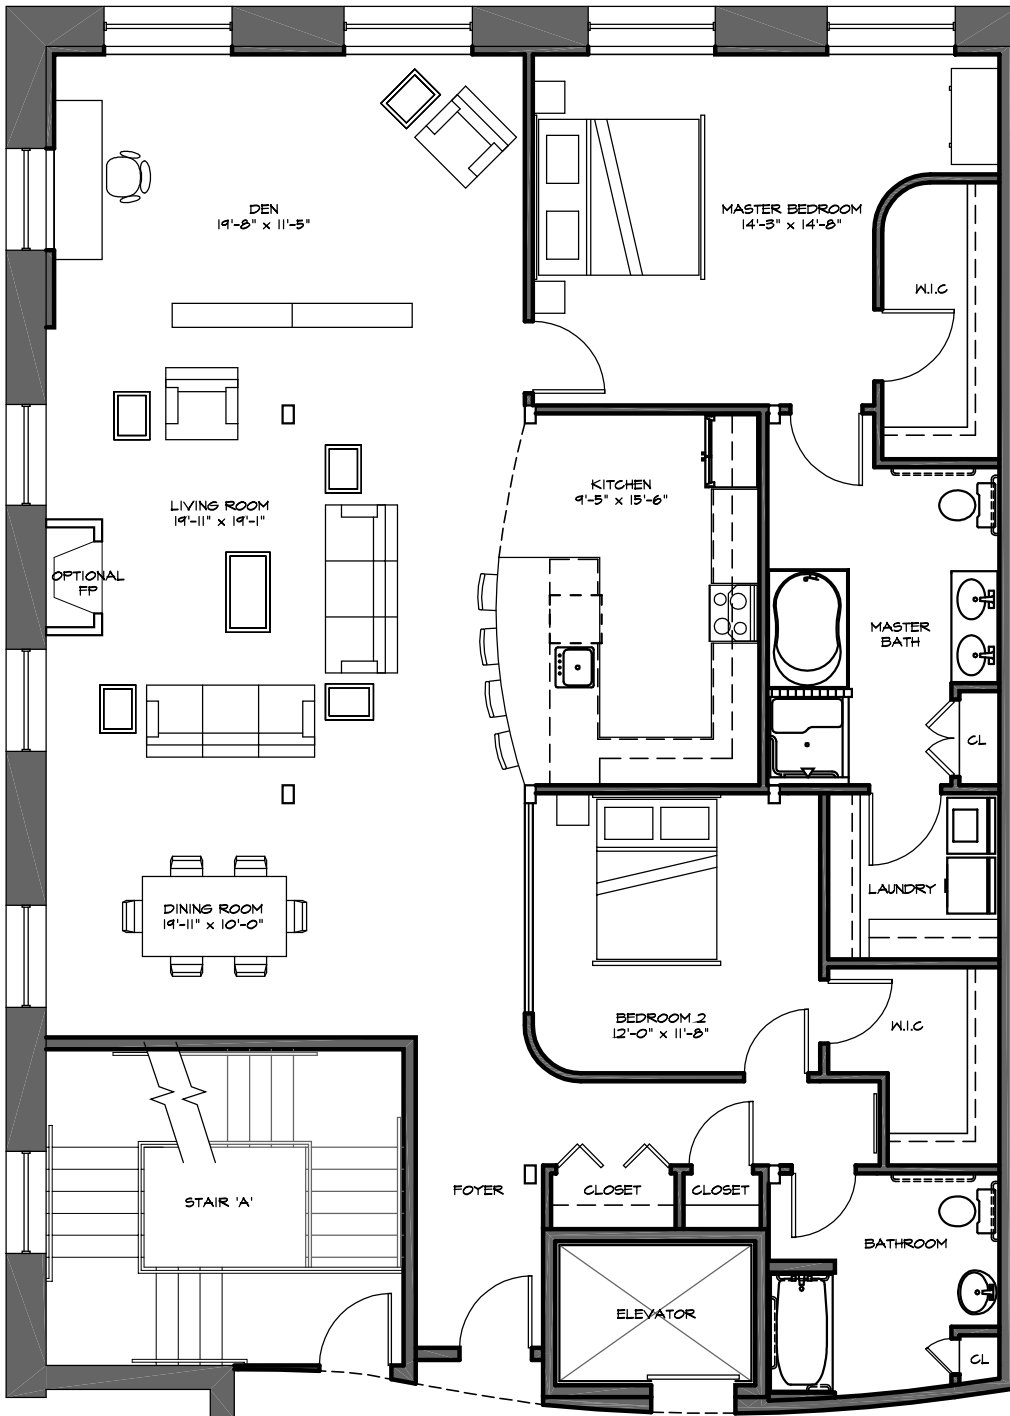 DEN
19'-8" x 11'-5"
MASTER BEDROOM
14'-3" x 14'-8"
W.I.C
KITCHEN
9'-5" x 15'-6"
LIVING ROOM
19'-11" x 19'-1"
OPTIONAL
FP
MASTER
BATH
CL
LAUNDRY
DINING ROOM
19'-11" x 10'-0"
BEDROOM 2
12'-0" x 11'-8"
W.I.C
STAIR 'A'
FOYER
CLOSET
CLOSET
BATHROOM
ELEVATOR
CL